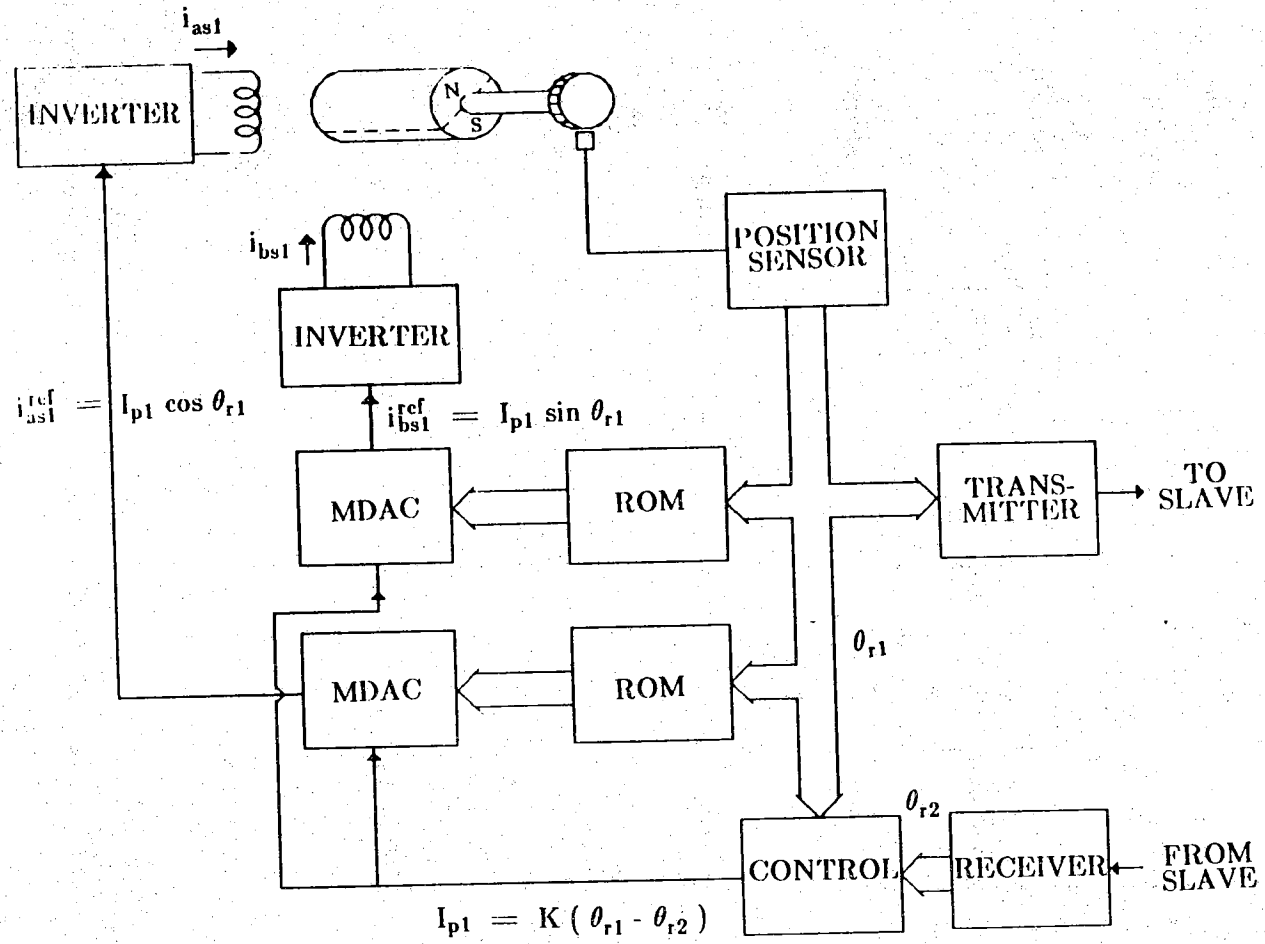 i_as1
INVERTER
N
S
POSITION
SENSOR
i_bs1
INVERTER
i_as1^ref = I_p1 cos θ_r1
i_bs1^ref = I_p1 sin θ_r1
MDAC
ROM
TRANS-
MITTER
TO
SLAVE
θ_r1
MDAC
ROM
θ_r2
CONTROL
RECEIVER
FROM
SLAVE
I_p1 = K ( θ_r1 - θ_r2 )